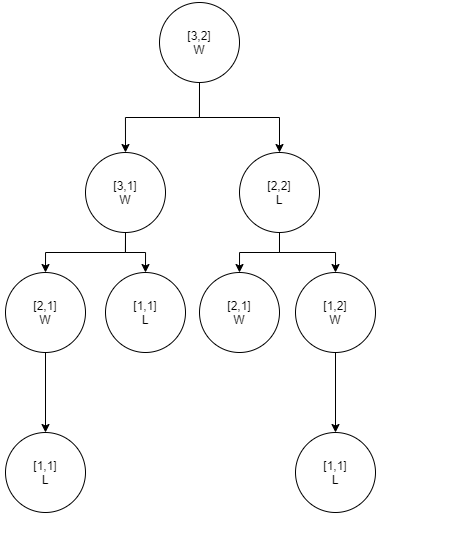 [3,2]
W
[3,1]
W
[2,2]
L
[2,1]
W
[1,1]
L
[2,1]
W
[1,2]
W
[1,1]
L
[1,1]
L